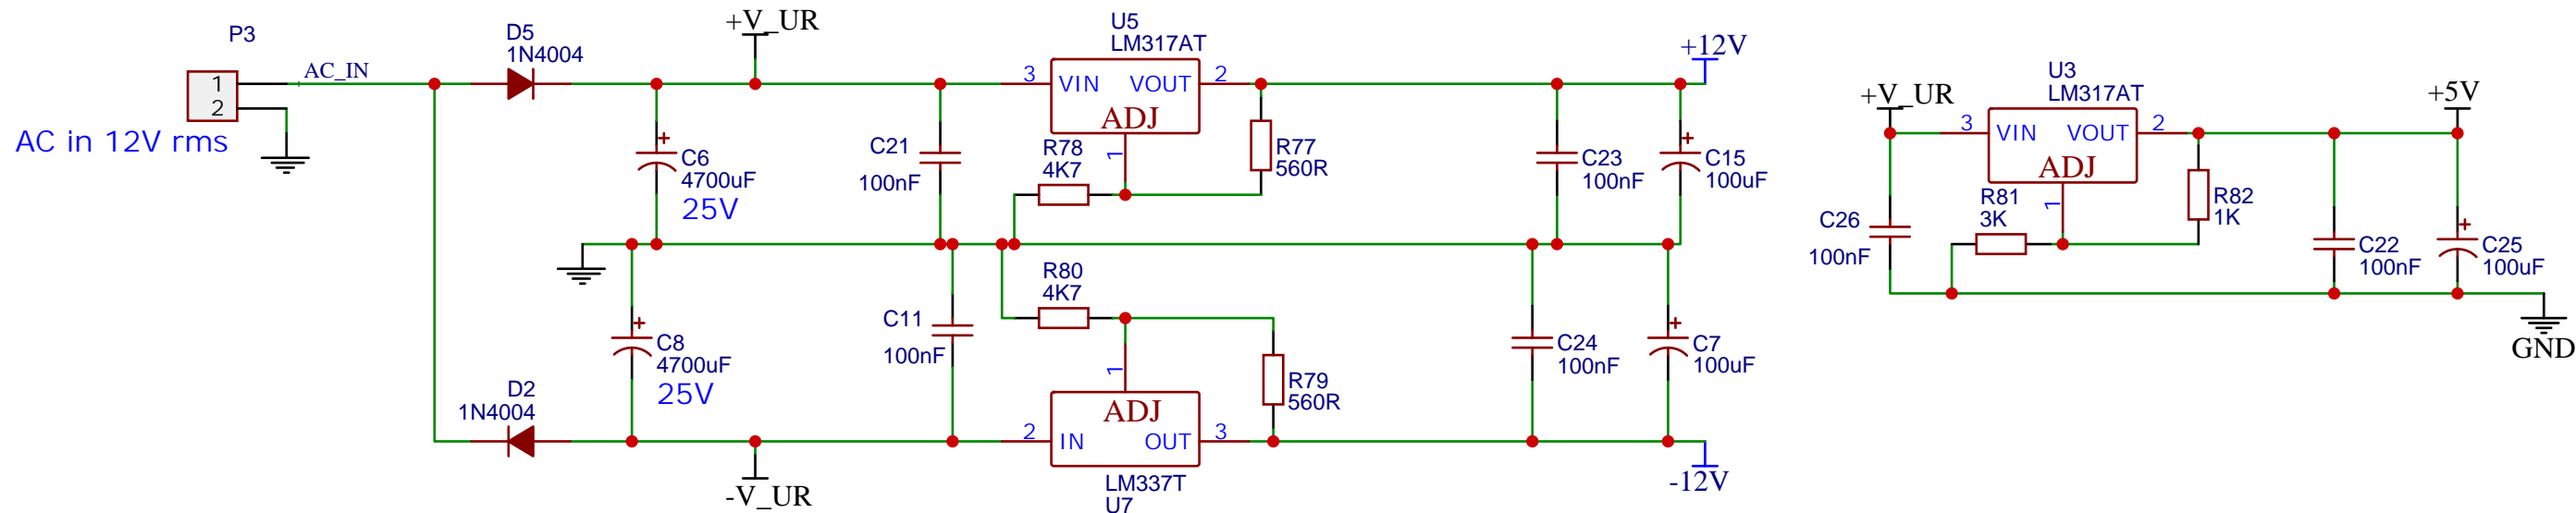 P3
1
2
AC_IN
AC in 12V rms
D5
1N4004
+V_UR
C6
4700uF
25V
C21
100nF
U5
LM317AT
3
VIN
VOUT
2
ADJ
1
R78
4K7
R77
560R
C23
100nF
C15
100uF
+12V
C8
4700uF
25V
D2
1N4004
-V_UR
C11
100nF
R80
4K7
1
ADJ
2
IN
OUT
3
LM337T
U7
R79
560R
C24
100nF
C7
100uF
-12V
+V_UR
U3
LM317AT
3
VIN
VOUT
2
ADJ
1
+5V
C26
100nF
R81
3K
R82
1K
C22
100nF
C25
100uF
GND